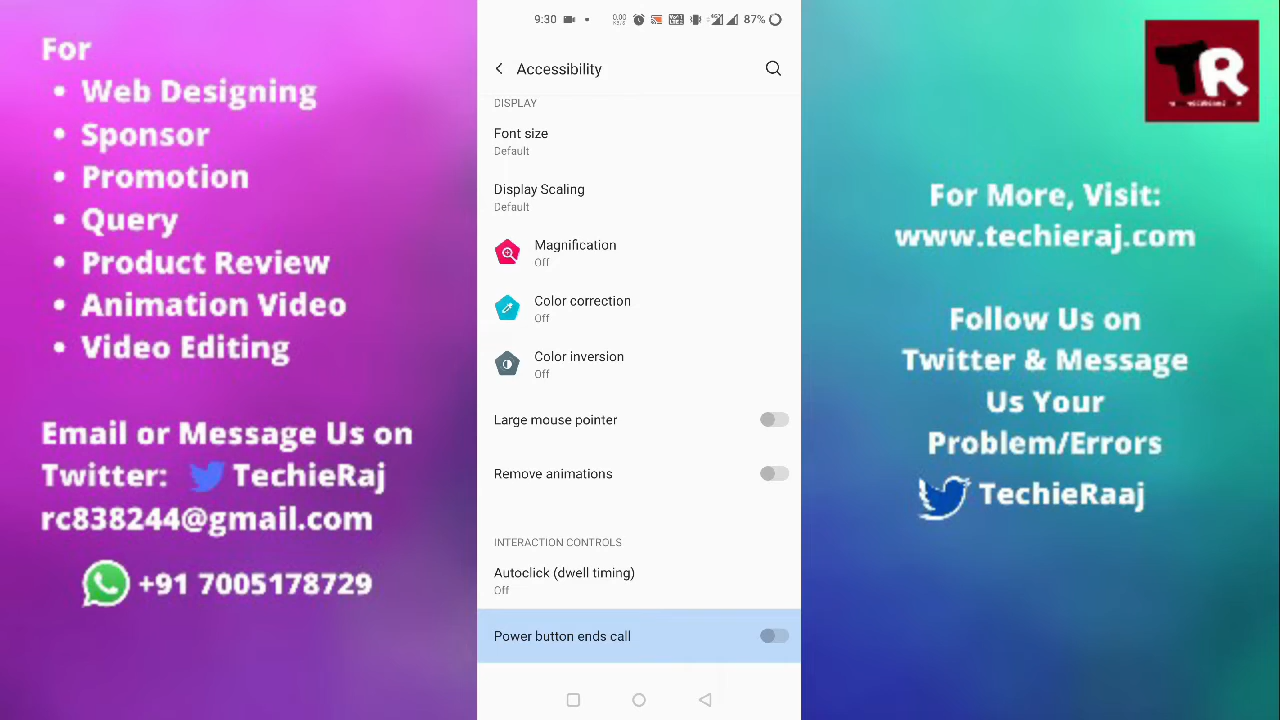 For
• Web Designing
• Sponsor
• Promotion
• Query
• Product Review
• Animation Video
• Video Editing
Email or Message Us on
Twitter: TechieRaj
rc838244@gmail.com
+91 7005178729
9:30
87%
Accessibility
DISPLAY
Font size
Default
Display Scaling
Default
Magnification
Off
Color correction
Off
Color inversion
Off
Large mouse pointer
Remove animations
INTERACTION CONTROLS
Autoclick (dwell timing)
Off
Power button ends call
TR
For More, Visit:
www.techieraj.com
Follow Us on
Twitter & Message
Us Your
Problem/Errors
TechieRaaj